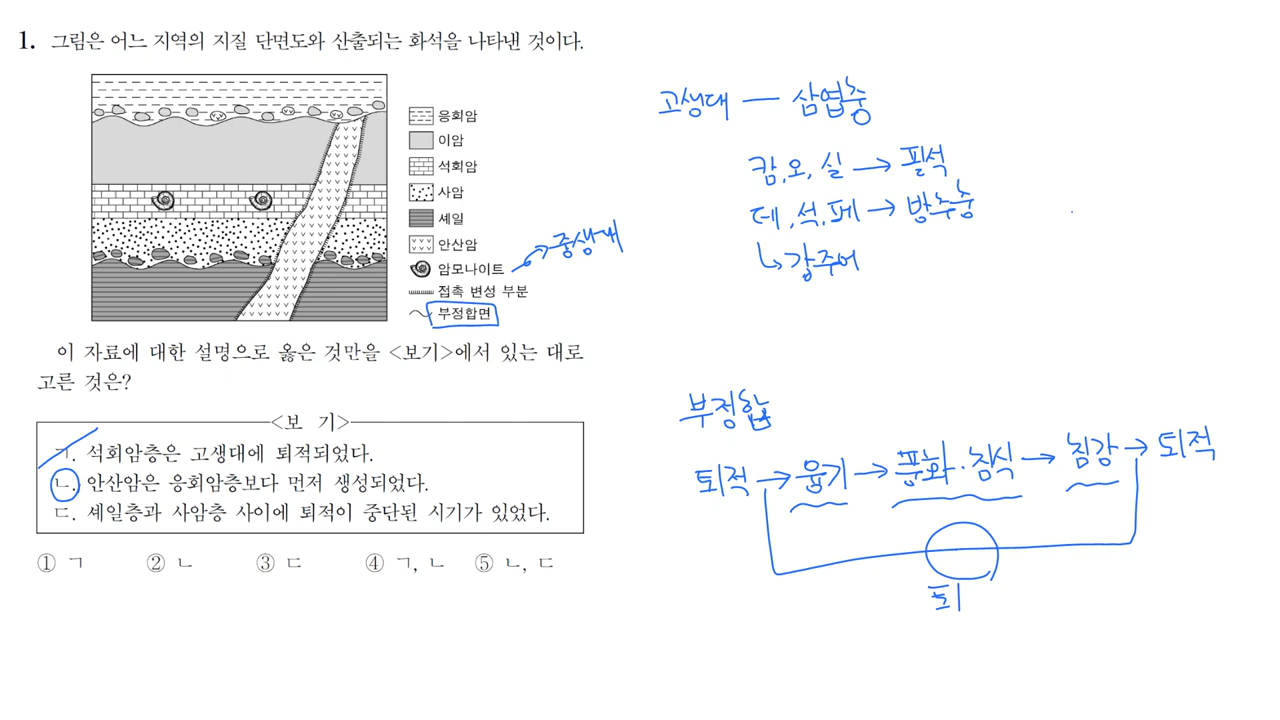 1. 그림은 어느 지역의 지질 단면도와 산출되는 화석을 나타낸 것이다.
응회암
이암
석회암
사암
셰일
안산암
암모나이트
접촉 변성 부분
부정합면
중생대
이 자료에 대한 설명으로 옳은 것만을 <보기>에서 있는 대로
고른 것은?
<보 기>
ㄱ. 석회암층은 고생대에 퇴적되었다.
ㄴ. 안산암은 응회암층보다 먼저 생성되었다.
ㄷ. 셰일층과 사암층 사이에 퇴적이 중단된 시기가 있었다.
① ㄱ ② ㄴ ③ ㄷ ④ ㄱ, ㄴ ⑤ ㄴ, ㄷ
고생대 — 삼엽충
캄, 오, 실 → 필석
데, 석, 페 → 방추충
↳ 갑주어
부정합
퇴적 → 융기 → 풍화·침식 → 침강 → 퇴적
퇴